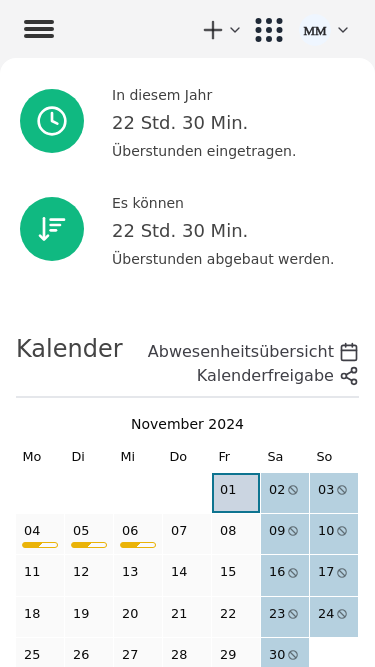 MM
In diesem Jahr
22 Std. 30 Min.
Überstunden eingetragen.
Es können
22 Std. 30 Min.
Überstunden abgebaut werden.
Kalender
Abwesenheitsübersicht
Kalenderfreigabe
November 2024
Mo Di Mi Do Fr Sa So
01 02 03
04 05 06 07 08 09 10
11 12 13 14 15 16 17
18 19 20 21 22 23 24
25 26 27 28 29 30